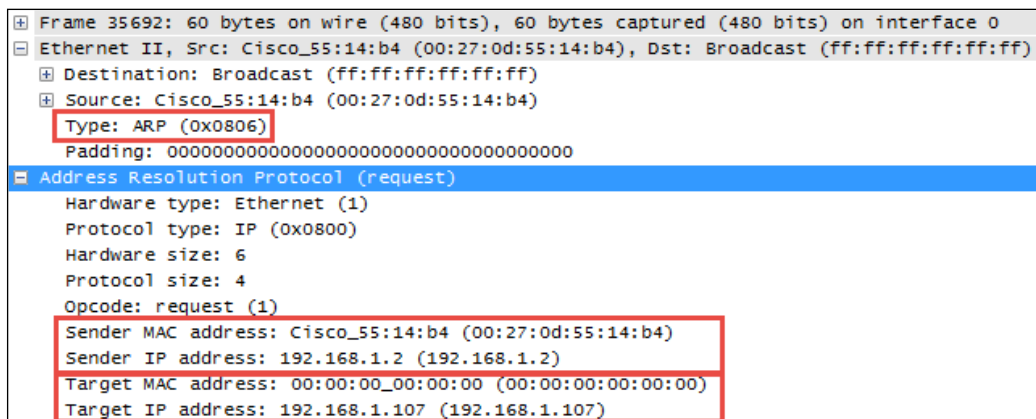 Frame 35692: 60 bytes on wire (480 bits), 60 bytes captured (480 bits) on interface 0
Ethernet II, Src: Cisco_55:14:b4 (00:27:0d:55:14:b4), Dst: Broadcast (ff:ff:ff:ff:ff:ff)
Destination: Broadcast (ff:ff:ff:ff:ff:ff)
Source: Cisco_55:14:b4 (00:27:0d:55:14:b4)
Type: ARP (0x0806)
Padding: 000000000000000000000000000000000000
Address Resolution Protocol (request)
Hardware type: Ethernet (1)
Protocol type: IP (0x0800)
Hardware size: 6
Protocol size: 4
Opcode: request (1)
Sender MAC address: Cisco_55:14:b4 (00:27:0d:55:14:b4)
Sender IP address: 192.168.1.2 (192.168.1.2)
Target MAC address: 00:00:00_00:00:00 (00:00:00:00:00:00)
Target IP address: 192.168.1.107 (192.168.1.107)